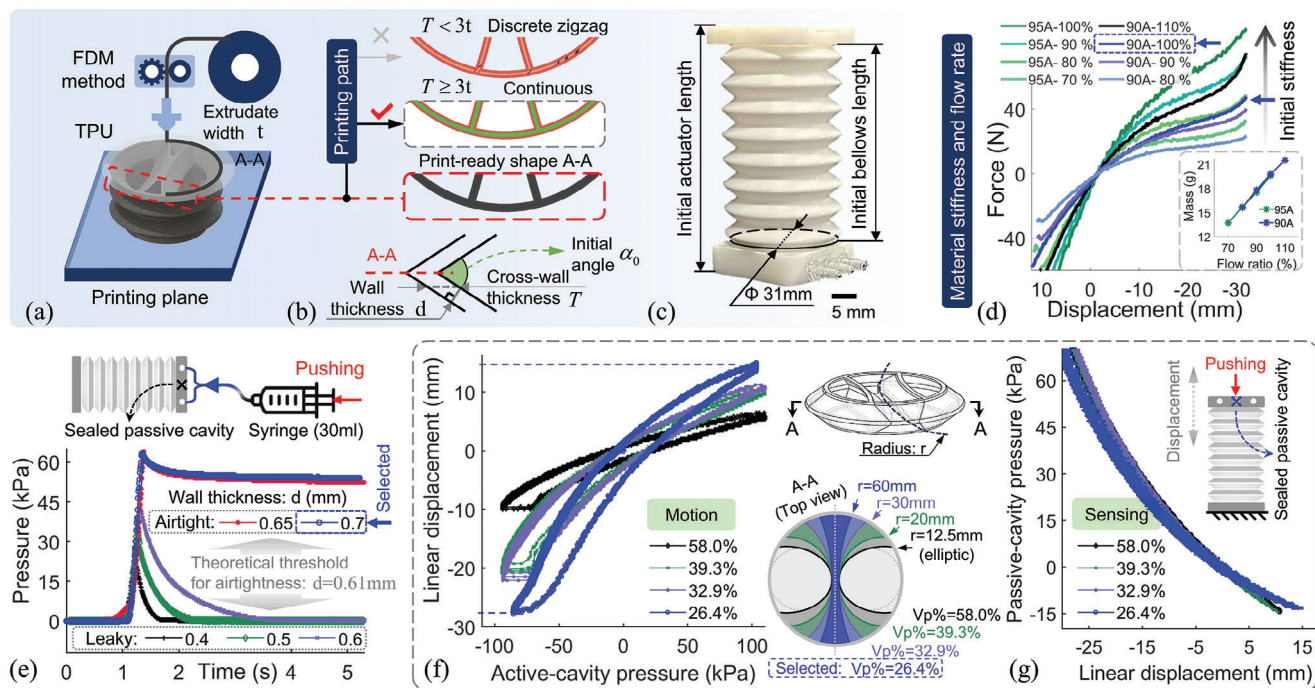 FDM
method
Extrudate
width t
TPU
A-A
Printing plane
(a)
Printing path
T < 3t Discrete zigzag
T ≥ 3t Continuous
Print-ready shape A-A
A-A
Initial
angle α₀
Wall
thickness d
Cross-wall
thickness T
(b)
Initial actuator length
Initial bellows length
Φ 31mm
5 mm
(c)
Material stiffness and flow rate
95A-100%
95A- 90 %
95A- 80 %
95A- 70 %
90A-110%
90A-100%
90A- 90%
90A- 80%
Initial stiffness
Force (N)
40
0
-40
10 0 -10 -20 -30
Displacement (mm)
Mass (g)
21
18
15
12
95A
90A
70 90 110
Flow ratio (%)
(d)
Pushing
Sealed passive cavity
Syringe (30ml)
Pressure (kPa)
60
45
30
15
0
Wall thickness: d (mm)
Airtight: 0.65 0.7
Selected
Theoretical threshold
for airtightness: d=0.61mm
Leaky: 0.4 0.5 0.6
0 1 2 3 4 5
Time (s)
(e)
Linear displacement (mm)
10
0
-10
-20
-30
Motion
58.0%
39.3%
32.9%
26.4%
-100 -50 0 50 100
Active-cavity pressure (kPa)
(f)
A A
Radius: r
A-A
(Top view)
r=60mm
r=30mm
r=20mm
r=12.5mm
(elliptic)
Vp%=58.0%
Vp%=39.3%
Vp%=32.9%
Selected: Vp%=26.4%
Passive-cavity pressure (kPa)
60
45
30
15
0
-15
Sensing
58.0%
39.3%
32.9%
26.4%
Pushing
Displacement
Sealed passive cavity
-25 -15 -5 5 15
Linear displacement (mm)
(g)